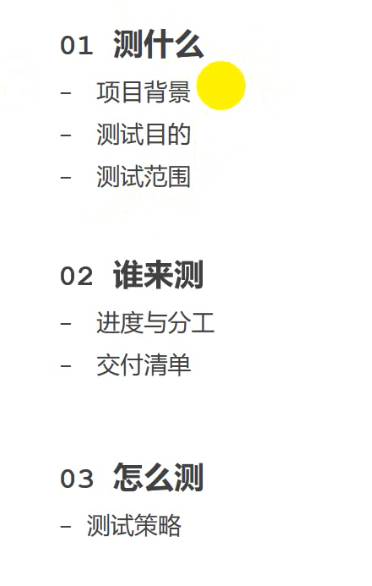 01 测什么
- 项目背景
- 测试目的
- 测试范围
02 谁来测
- 进度与分工
- 交付清单
03 怎么测
- 测试策略